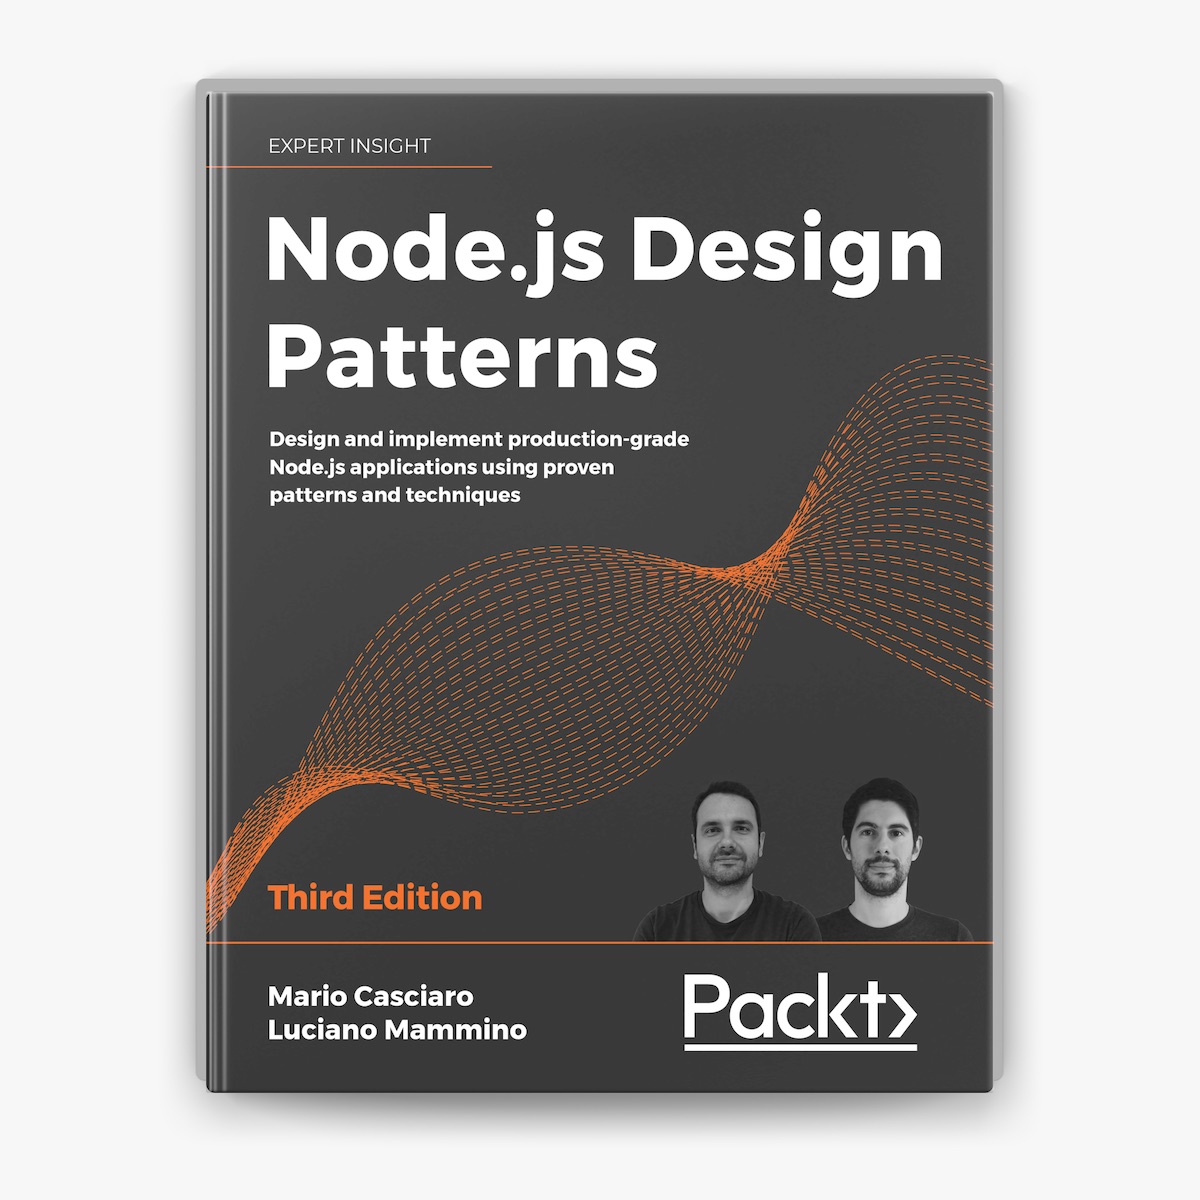 EXPERT INSIGHT
Node.js Design
Patterns
Design and implement production-grade
Node.js applications using proven
patterns and techniques
Third Edition
Mario Casciaro
Luciano Mammino
Packt